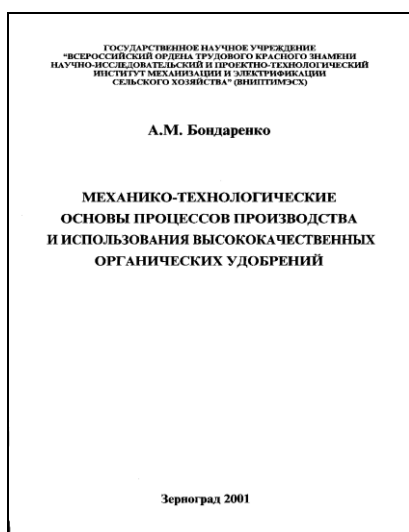 ГОСУДАРСТВЕННОЕ НАУЧНОЕ УЧРЕЖДЕНИЕ
"ВСЕРОССИЙСКИЙ ОРДЕНА ТРУДОВОГО КРАСНОГО ЗНАМЕНИ
НАУЧНО-ИССЛЕДОВАТЕЛЬСКИЙ И ПРОЕКТНО-ТЕХНОЛОГИЧЕСКИЙ
ИНСТИТУТ МЕХАНИЗАЦИИ И ЭЛЕКТРИФИКАЦИИ
СЕЛЬСКОГО ХОЗЯЙСТВА" (ВНИПТИМЭСХ)
А.М. Бондаренко
МЕХАНИКО-ТЕХНОЛОГИЧЕСКИЕ
ОСНОВЫ ПРОЦЕССОВ ПРОИЗВОДСТВА
И ИСПОЛЬЗОВАНИЯ ВЫСОКОКАЧЕСТВЕННЫХ
ОРГАНИЧЕСКИХ УДОБРЕНИЙ
Зерноград 2001